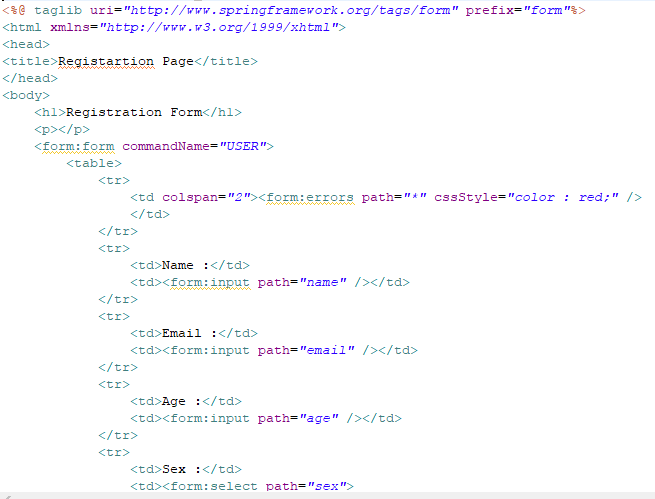 <%@ taglib uri="http://www.springframework.org/tags/form" prefix="form"%>
<html xmlns="http://www.w3.org/1999/xhtml">
<head>
<title>Registartion Page</title>
</head>
<body>
    <h1>Registration Form</h1>
    <p></p>
    <form:form commandName="USER">
        <table>
            <tr>
                <td colspan="2"><form:errors path="*" cssStyle="color : red;" />
                </td>
            </tr>
            <tr>
                <td>Name :</td>
                <td><form:input path="name" /></td>
            </tr>
            <tr>
                <td>Email :</td>
                <td><form:input path="email" /></td>
            </tr>
            <tr>
                <td>Age :</td>
                <td><form:input path="age" /></td>
            </tr>
            <tr>
                <td>Sex :</td>
                <td><form:select path="sex">